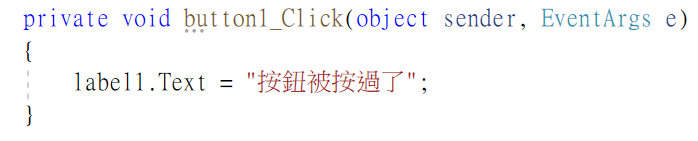 private void button1_Click(object sender, EventArgs e)
{
    label1.Text = "按鈕被按過了";
}